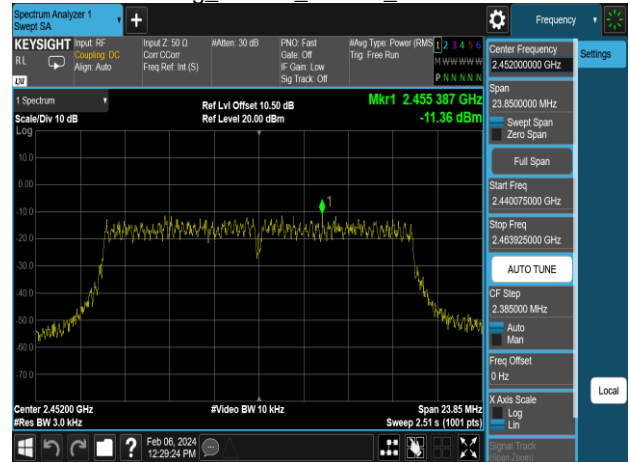 Spectrum Analyzer 1
Swept SA
Frequency
KEYSIGHT
RL
Input: RF
Coupling: DC
Align: Auto
Input Z: 50 Ω
Corr CCorr
Freq Ref: Int (S)
#Atten: 30 dB
PNO: Fast
Gate: Off
IF Gain: Low
Sig Track: Off
#Avg Type: Power (RMS
Trig: Free Run
1 2 3 4 5 6
M W W W W W
P N N N N N
LXI
1 Spectrum
Scale/Div 10 dB
Log
Ref Lvl Offset 10.50 dB
Ref Level 20.00 dBm
Mkr1 2.455 387 GHz
-11.36 dBm
10.0
0.00
-10.0
-20.0
-30.0
-40.0
-50.0
-60.0
-70.0
1
Center 2.45200 GHz
#Res BW 3.0 kHz
#Video BW 10 kHz
Span 23.85 MHz
Sweep 2.51 s (1001 pts)
?
Feb 06, 2024
12:29:24 PM
Center Frequency
2.452000000 GHz
Span
23.8500000 MHz
Swept Span
Zero Span
Full Span
Start Freq
2.440075000 GHz
Stop Freq
2.463925000 GHz
AUTO TUNE
CF Step
2.385000 MHz
Auto
Man
Freq Offset
0 Hz
X Axis Scale
Log
Lin
Signal Track
(Span Zoom)
Settings
Local